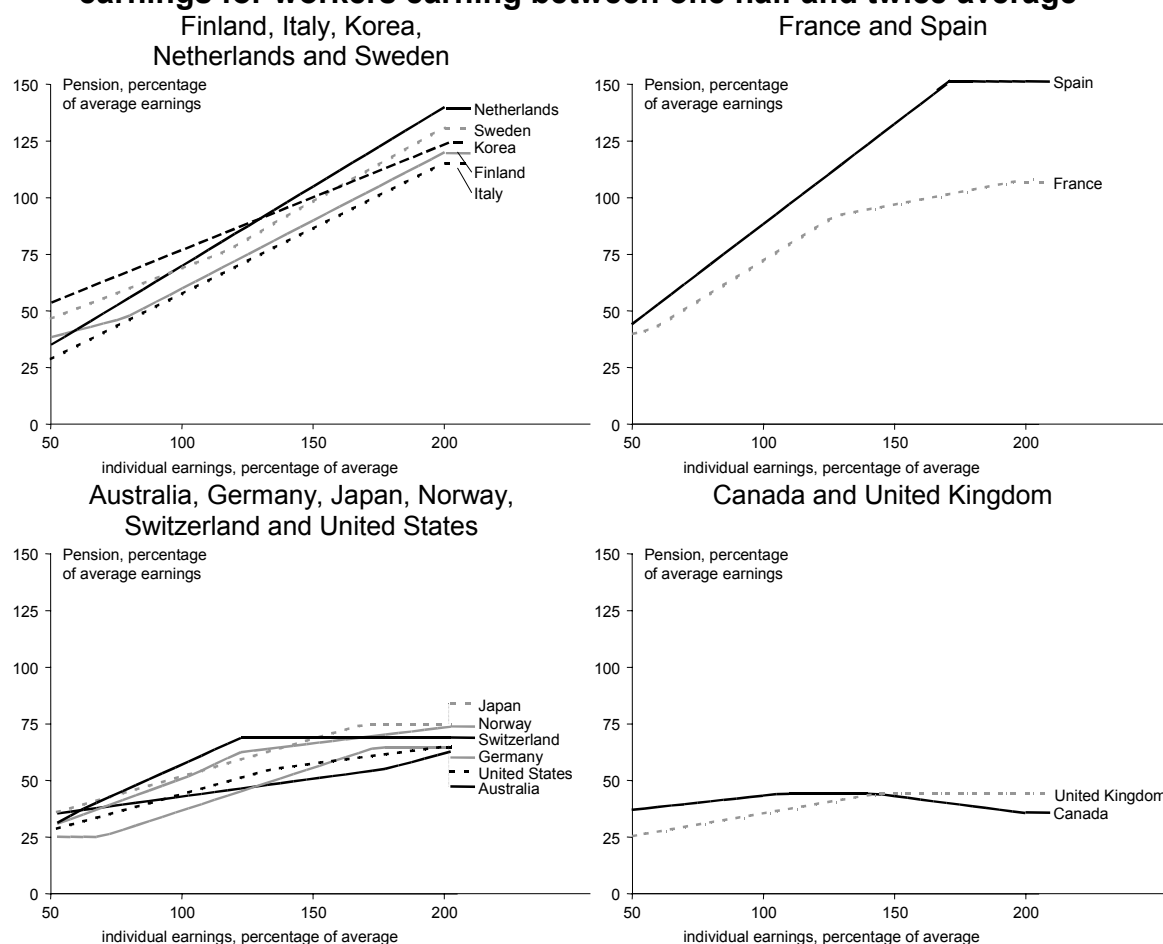 earnings for workers earning between one half and twise average
Finland, Italy, Korea,
Netherlands and Sweden
150
125
100
75
50
25
0
Pension, percentage
of average earnings
Netherlands
Sweden
Korea
Finland
Italy
50 100 150 200
individual earnings, percentage of average
France and Spain
150
125
100
75
50
25
0
Pension, percentage
of average earnings
Spain
France
50 100 150 200
individual earnings, percentage of average
Australia, Germany, Japan, Norway,
Switzerland and United States
150
125
100
75
50
25
0
Pension, percentage
of average earnings
Japan
Norway
Switzerland
Germany
United States
Australia
50 100 150 200
individual earnings, percentage of average
Canada and United Kingdom
150
125
100
75
50
25
0
Pension, percentage
of average earnings
United Kingdom
Canada
50 100 150 200
individual earnings, percentage of average